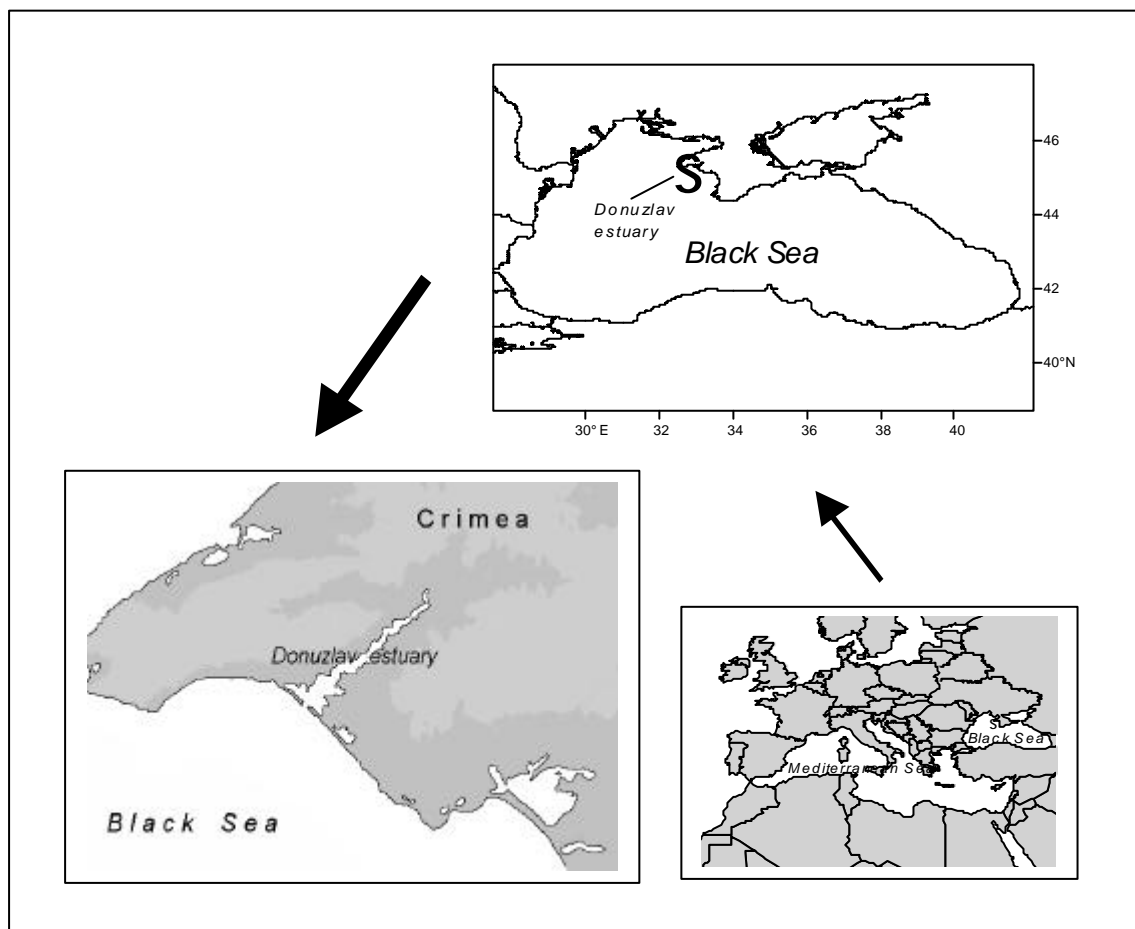 46
S
Donuzlav
estuary
44
Black Sea
42
40°N
30° E 32 34 36 38 40
Crimea
Donuzlav estuary
Black Sea
S
Black Sea
Mediterranean Sea